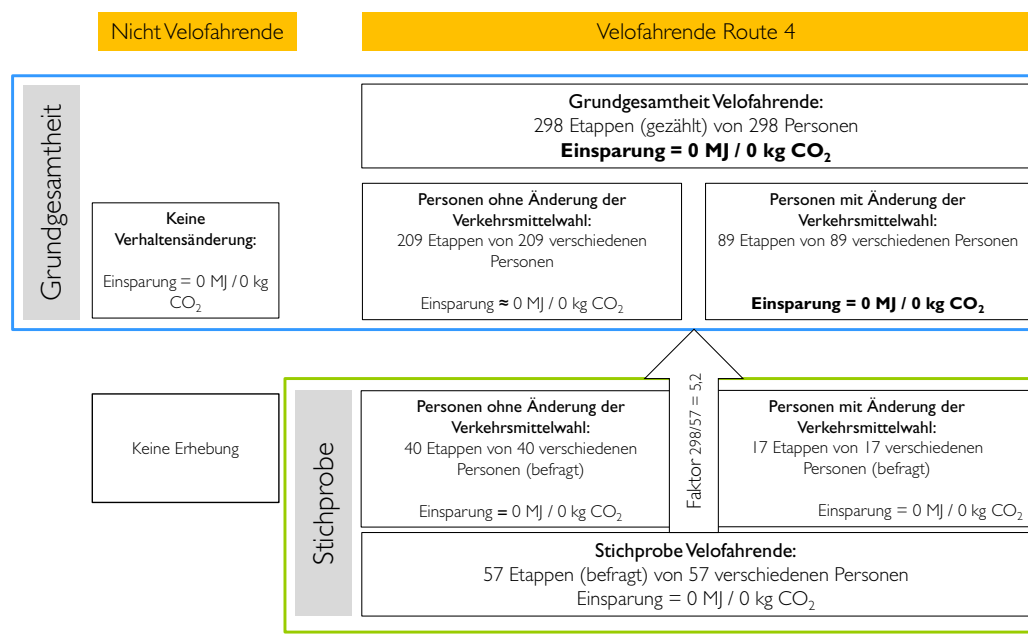 Nicht Velofahrende
Velofahrende Route 4
Grundgesamtheit
Grundgesamtheit Velofahrende:
298 Etappen (gezählt) von 298 Personen
Einsparung = 0 MJ / 0 kg CO₂
Keine
Verhaltensänderung:
Einsparung = 0 MJ / 0 kg
CO₂
Personen ohne Änderung der
Verkehrsmittelwahl:
209 Etappen von 209 verschiedenen
Personen
Einsparung ≈ 0 MJ / 0 kg CO₂
Personen mit Änderung der
Verkehrsmittelwahl:
89 Etappen von 89 verschiedenen Personen
Einsparung = 0 MJ / 0 kg CO₂
Faktor 298/57 = 5,2
Keine Erhebung
Stichprobe
Personen ohne Änderung der
Verkehrsmittelwahl:
40 Etappen von 40 verschiedenen
Personen (befragt)
Einsparung = 0 MJ / 0 kg CO₂
Personen mit Änderung der
Verkehrsmittelwahl:
17 Etappen von 17 verschiedenen
Personen (befragt)
Einsparung = 0 MJ / 0 kg CO₂
Stichprobe Velofahrende:
57 Etappen (befragt) von 57 verschiedenen Personen
Einsparung = 0 MJ / 0 kg CO₂